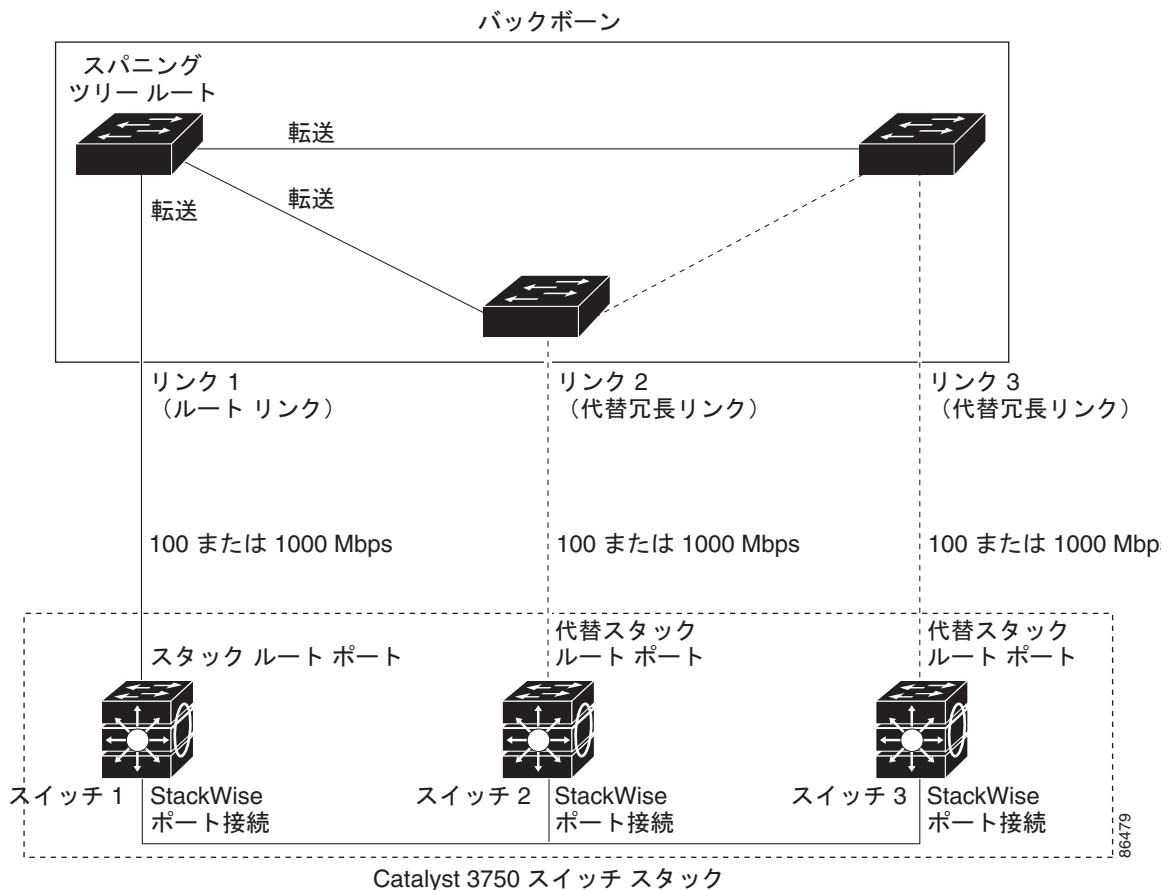 バックボーン
スパニング
ツリー ルート
転送
転送
転送
リンク 1
（ルート リンク）
リンク 2
（代替冗長リンク）
リンク 3
（代替冗長リンク）
100 または 1000 Mbps
100 または 1000 Mbps
100 または 1000 Mbp
スタック ルート ポート
代替スタック
ルート ポート
代替スタック
ルート ポート
スイッチ 1
StackWise
ポート接続
スイッチ 2
StackWise
ポート接続
スイッチ 3
StackWise
ポート接続
86479
Catalyst 3750 スイッチ スタック